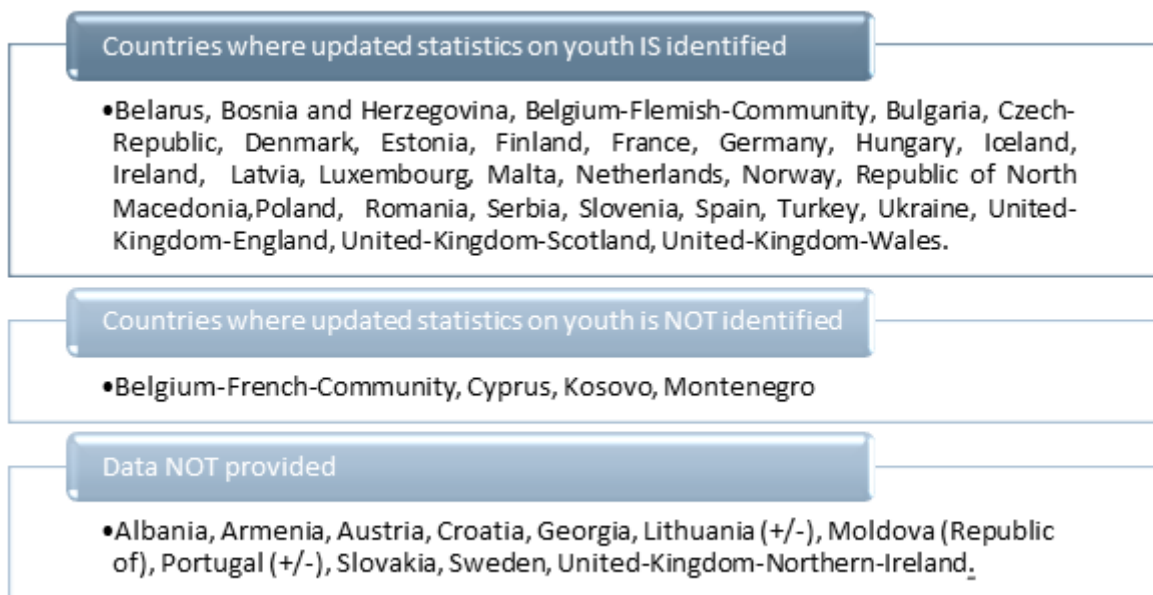 Countries where updated statistics on youth IS identified
•Belarus, Bosnia and Herzegovina, Belgium-Flemish-Community, Bulgaria, Czech-
Republic, Denmark, Estonia, Finland, France, Germany, Hungary, Iceland,
Ireland, Latvia, Luxembourg, Malta, Netherlands, Norway, Republic of North
Macedonia,Poland, Romania, Serbia, Slovenia, Spain, Turkey, Ukraine, United-
Kingdom-England, United-Kingdom-Scotland, United-Kingdom-Wales.
Countries where updated statistics on youth is NOT identified
•Belgium-French-Community, Cyprus, Kosovo, Montenegro
Data NOT provided
•Albania, Armenia, Austria, Croatia, Georgia, Lithuania (+/-), Moldova (Republic
of), Portugal (+/-), Slovakia, Sweden, United-Kingdom-Northern-Ireland.